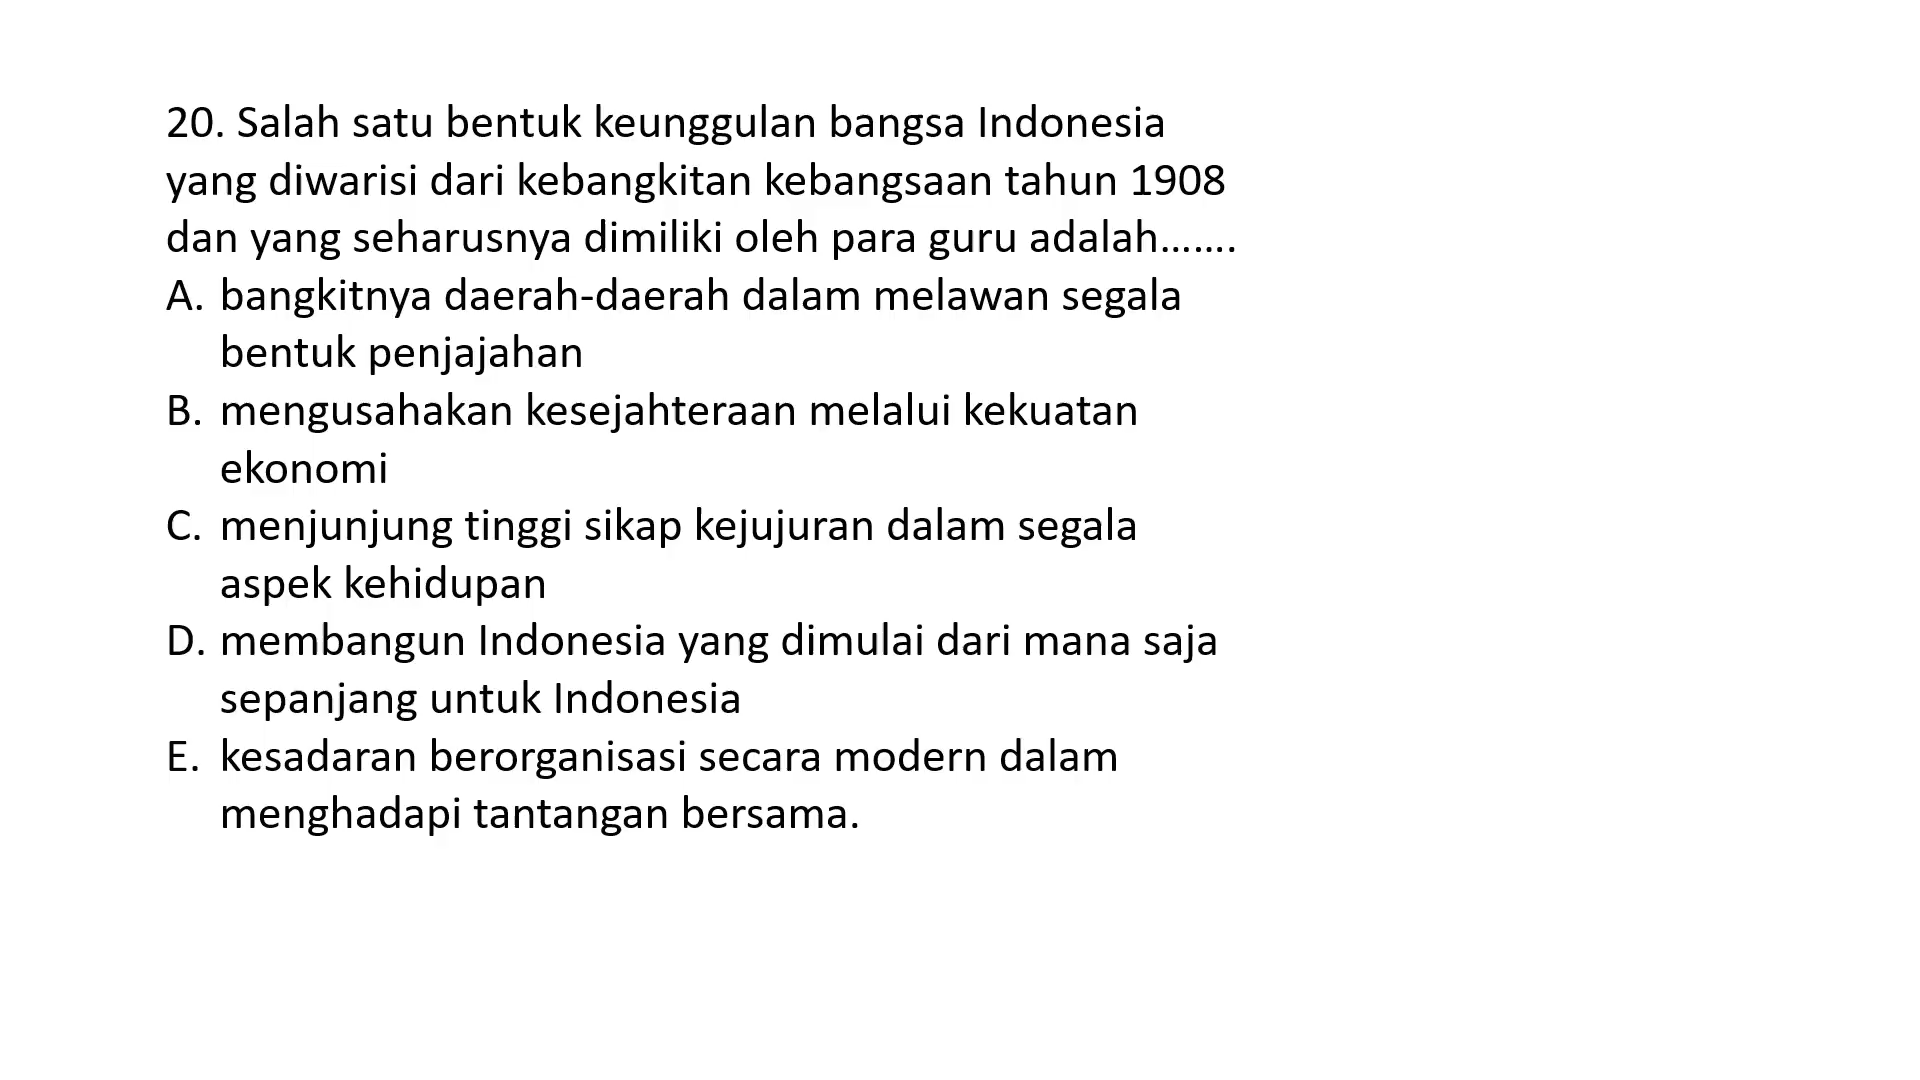 20. Salah satu bentuk keunggulan bangsa Indonesia
yang diwarisi dari kebangkitan kebangsaan tahun 1908
dan yang seharusnya dimiliki oleh para guru adalah.......
A. bangkitnya daerah-daerah dalam melawan segala
bentuk penjajahan
B. mengusahakan kesejahteraan melalui kekuatan
ekonomi
C. menjunjung tinggi sikap kejujuran dalam segala
aspek kehidupan
D. membangun Indonesia yang dimulai dari mana saja
sepanjang untuk Indonesia
E. kesadaran berorganisasi secara modern dalam
menghadapi tantangan bersama.